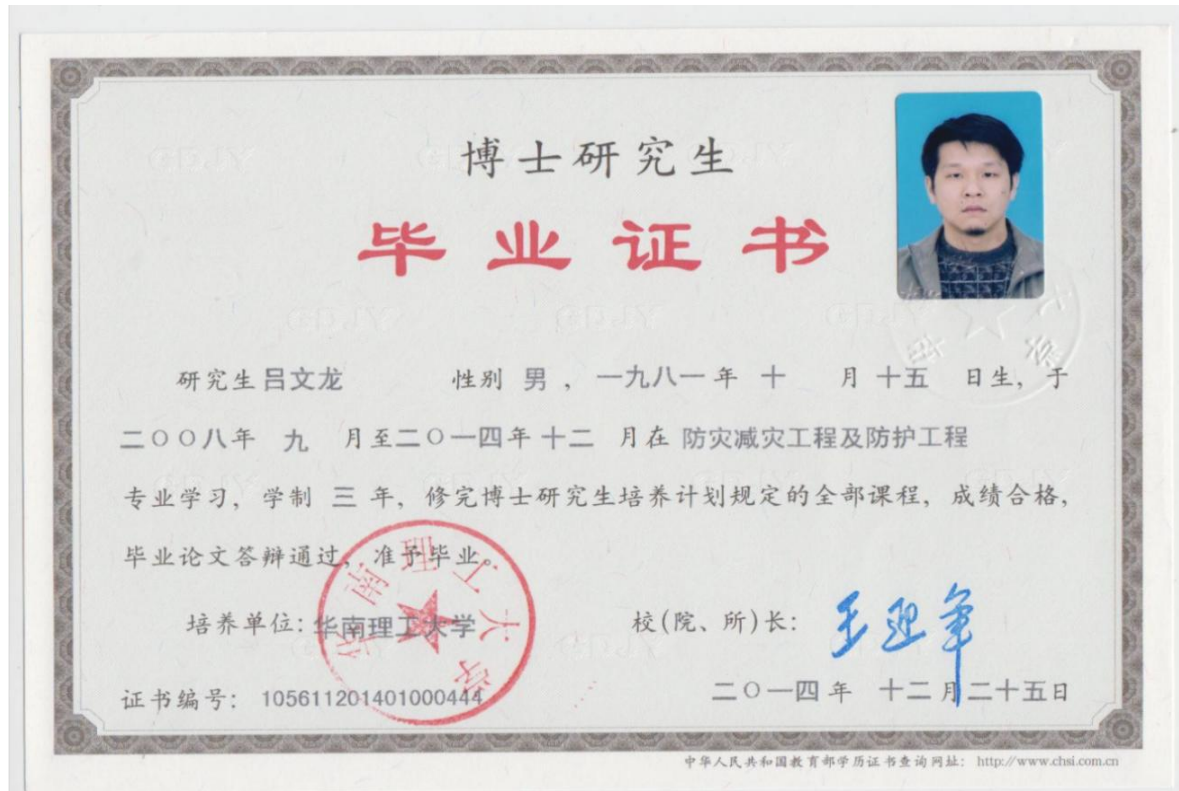 博士研究生
毕业证书
研究生 吕文龙 性别 男 ，一九八一 年 十 月 十五 日生，于
二〇〇八年 九 月至二〇一四年 十二 月在 防灾减灾工程及防护工程
专业学习，学制 三 年，修完博士研究生培养计划规定的全部课程，成绩合格，
毕业论文答辩通过，准予毕业。
培养单位：华南理工大学
校(院、所)长：王迎军
证书编号：105611201401000444
二〇一四 年 十二 月 二十五日
华南理工大学
中华人民共和国教育部学历证书查询网址：http://www.chsi.com.cn